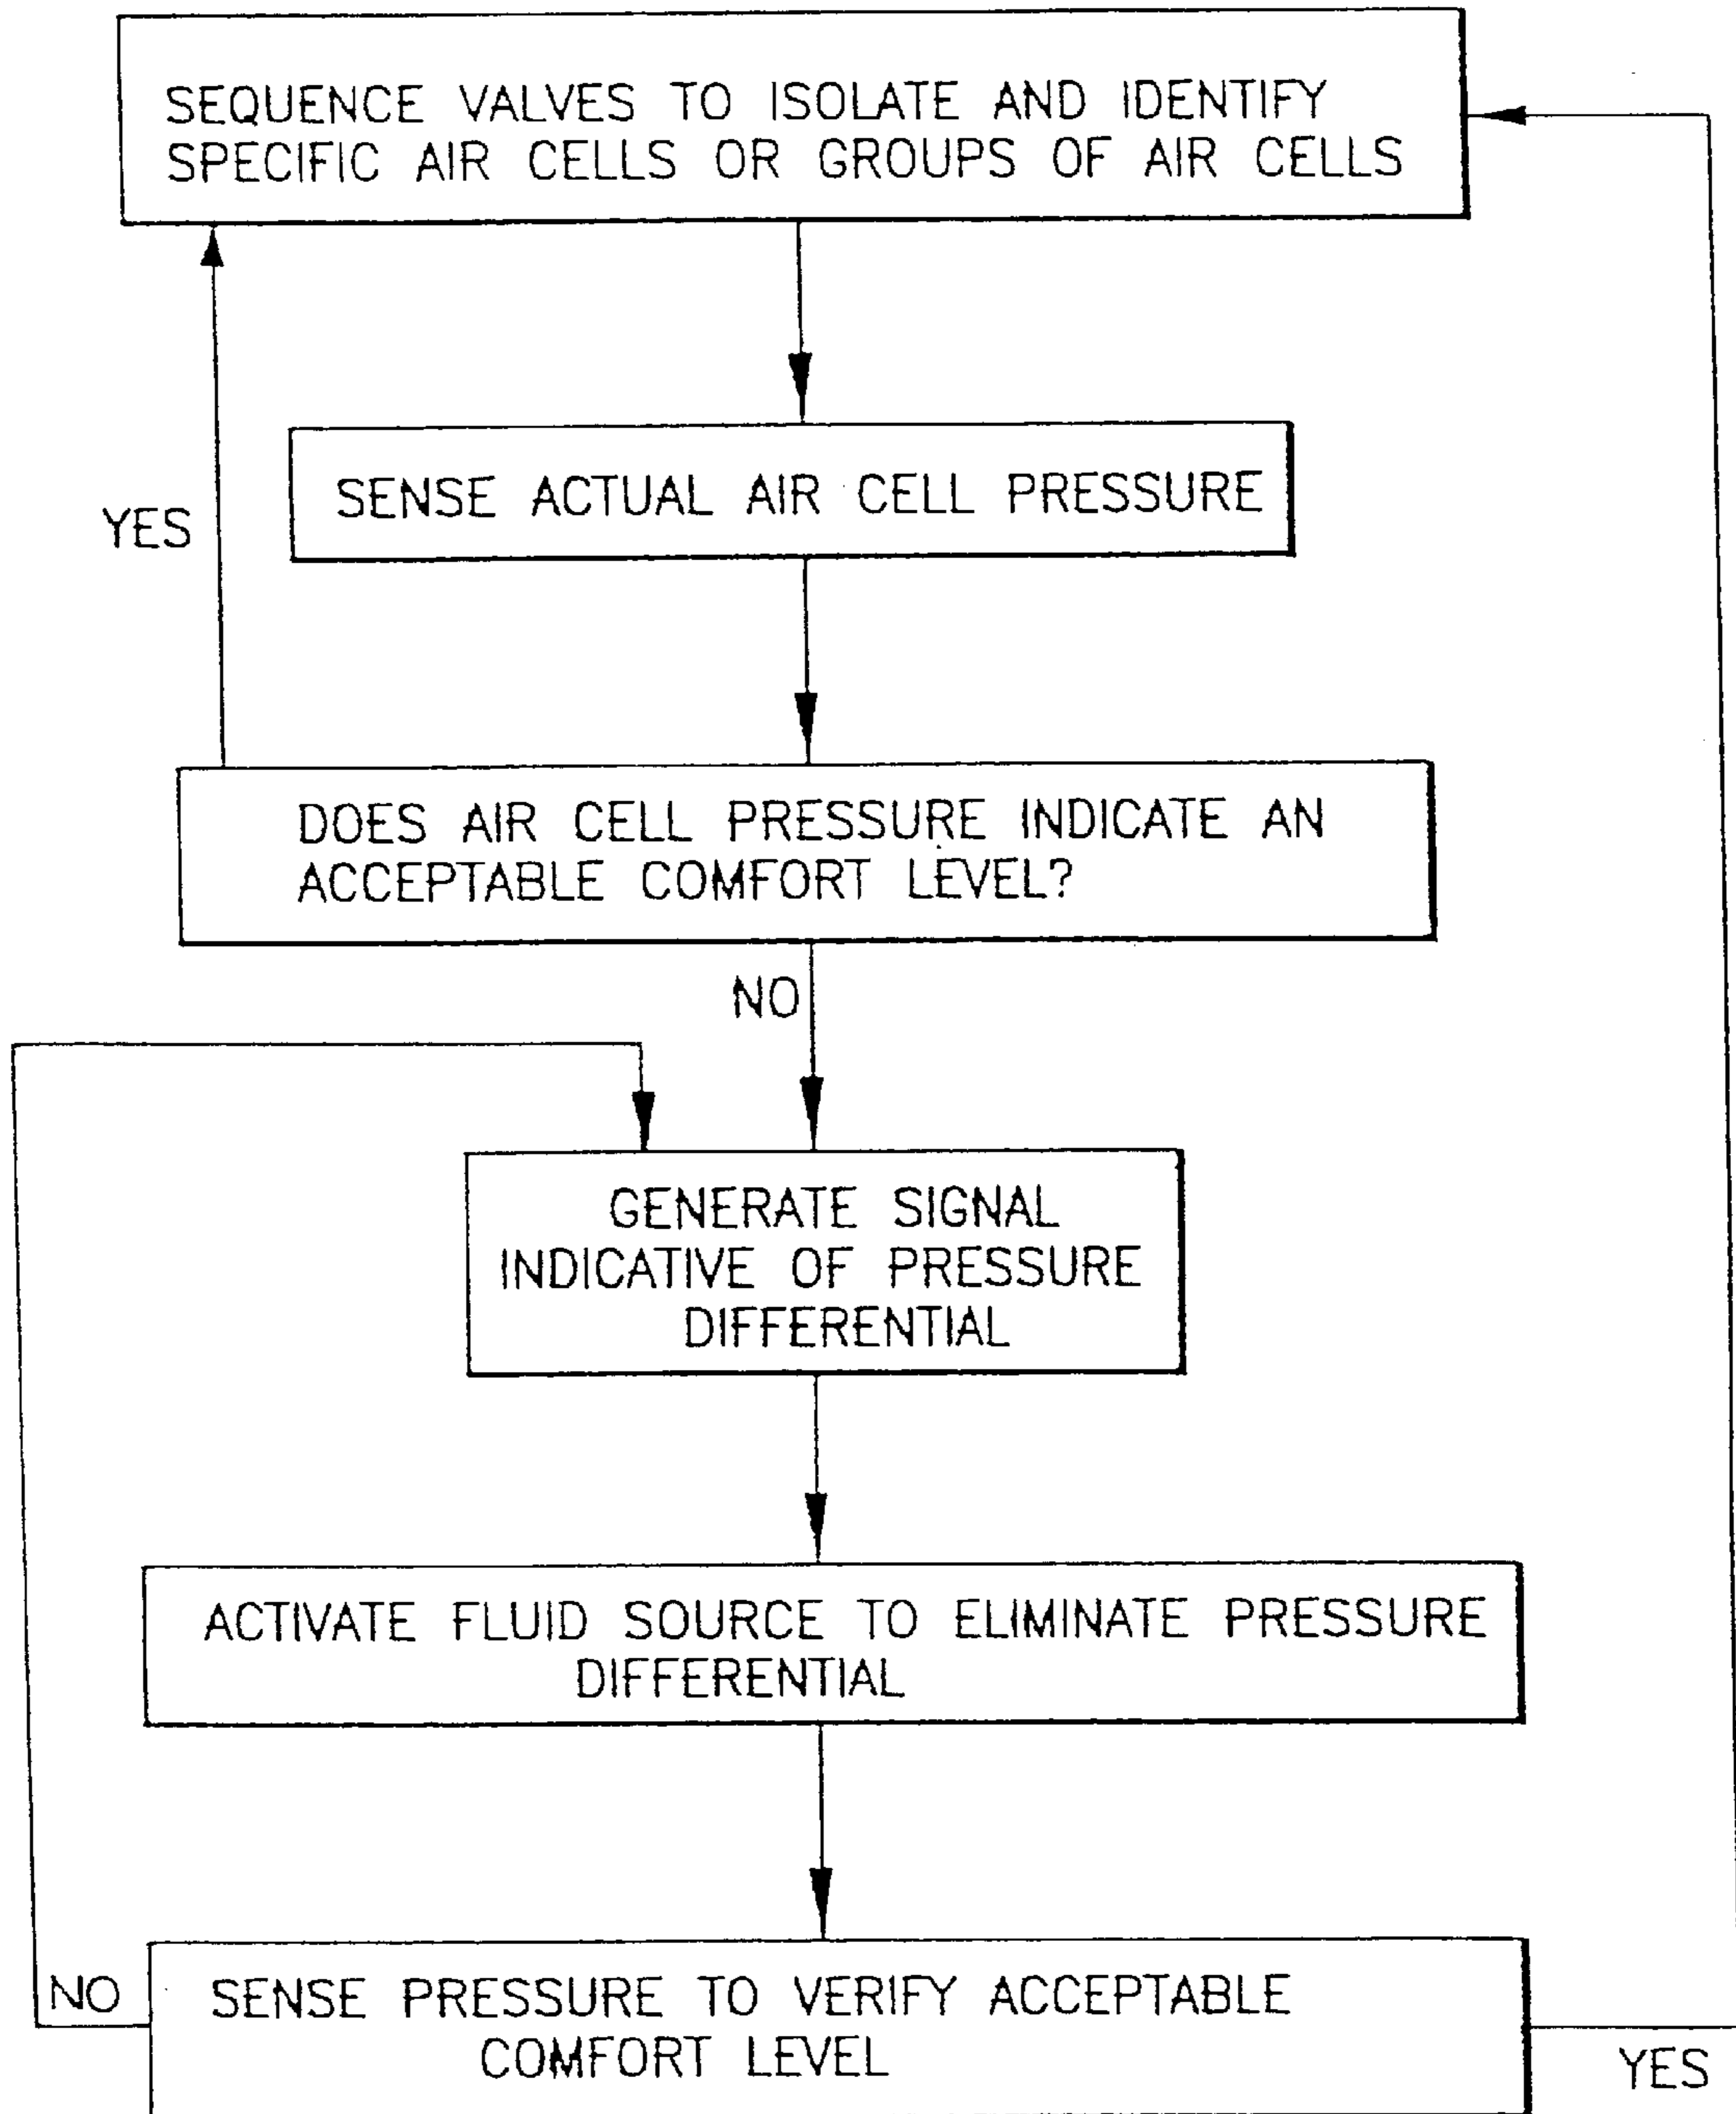 SEQUENCE VALVES TO ISOLATE AND IDENTIFY
SPECIFIC AIR CELLS OR GROUPS OF AIR CELLS
SENSE ACTUAL AIR CELL PRESSURE
YES
DOES AIR CELL PRESSURE INDICATE AN
ACCEPTABLE COMFORT LEVEL?
NO
GENERATE SIGNAL
INDICATIVE OF PRESSURE
DIFFERENTIAL
ACTIVATE FLUID SOURCE TO ELIMINATE PRESSURE
DIFFERENTIAL
NO
SENSE PRESSURE TO VERIFY ACCEPTABLE
COMFORT LEVEL
YES